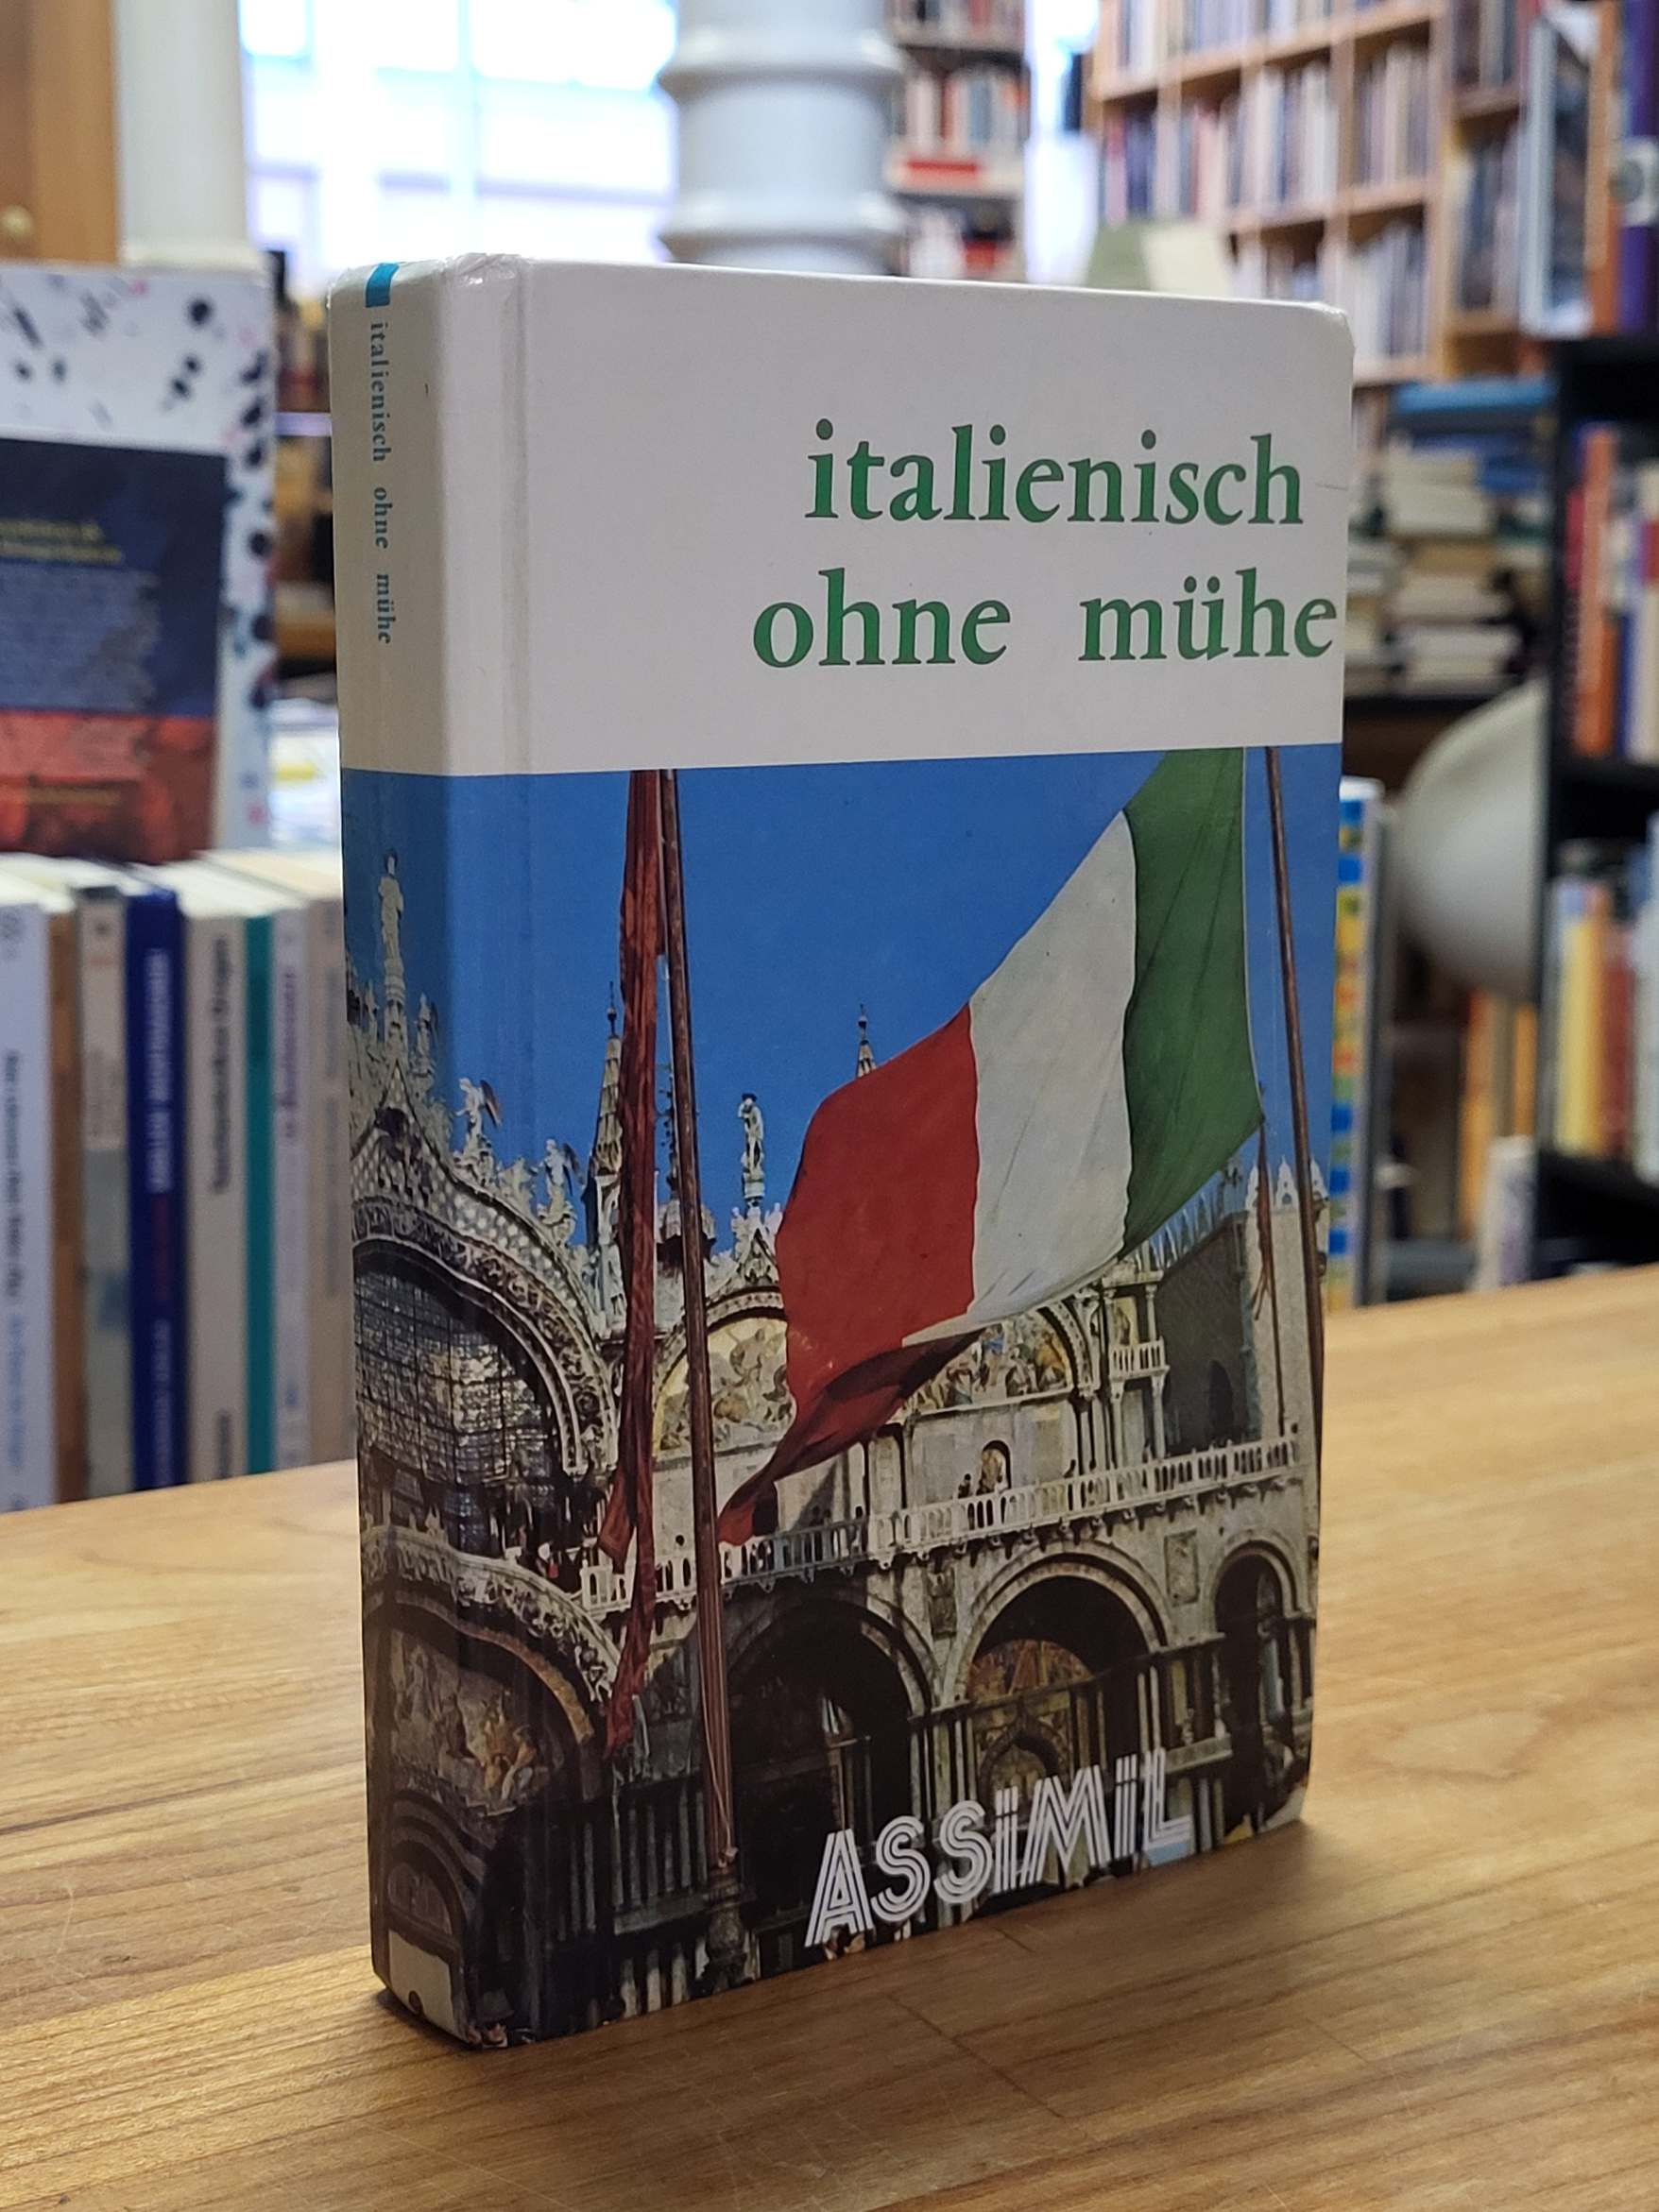 italienisch ohne mühe
italienisch
ohne mühe
ASSiMiL